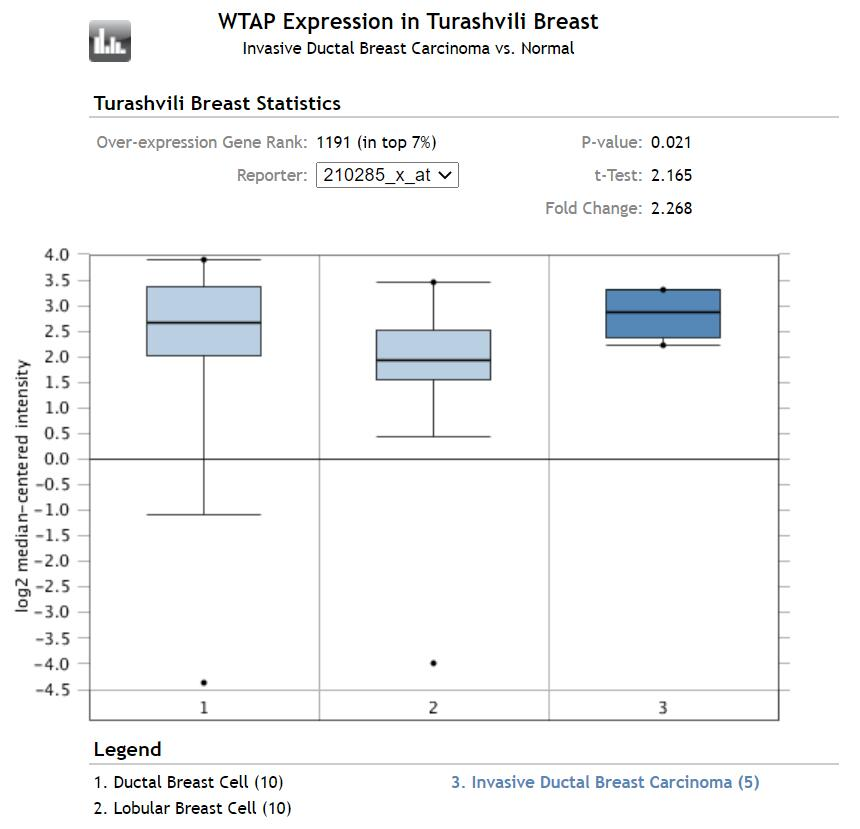 WTAP Expression in Turashvili Breast
Invasive Ductal Breast Carcinoma vs. Normal
Turashvili Breast Statistics
Over-expression Gene Rank: 1191 (in top 7%)
P-value: 0.021
Reporter: 210285_x_at
t-Test: 2.165
Fold Change: 2.268
log2 median-centered intensity
4.0
3.5
3.0
2.5
2.0
1.5
1.0
0.5
0.0
-0.5
-1.0
-1.5
-2.0
-2.5
-3.0
-3.5
-4.0
-4.5
1 2 3
Legend
1. Ductal Breast Cell (10)
3. Invasive Ductal Breast Carcinoma (5)
2. Lobular Breast Cell (10)